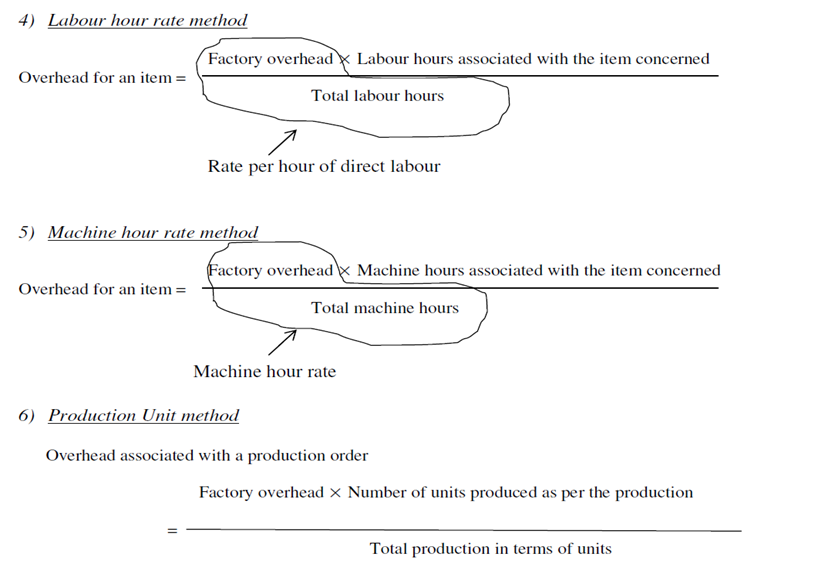 4) Labour hour rate method
Factory overhead × Labour hours associated with the item concerned
Overhead for an item =
Total labour hours
Rate per hour of direct labour
5) Machine hour rate method
Factory overhead × Machine hours associated with the item concerned
Overhead for an item =
Total machine hours
Machine hour rate
6) Production Unit method
Overhead associated with a production order
Factory overhead × Number of units produced as per the production
=
Total production in terms of units